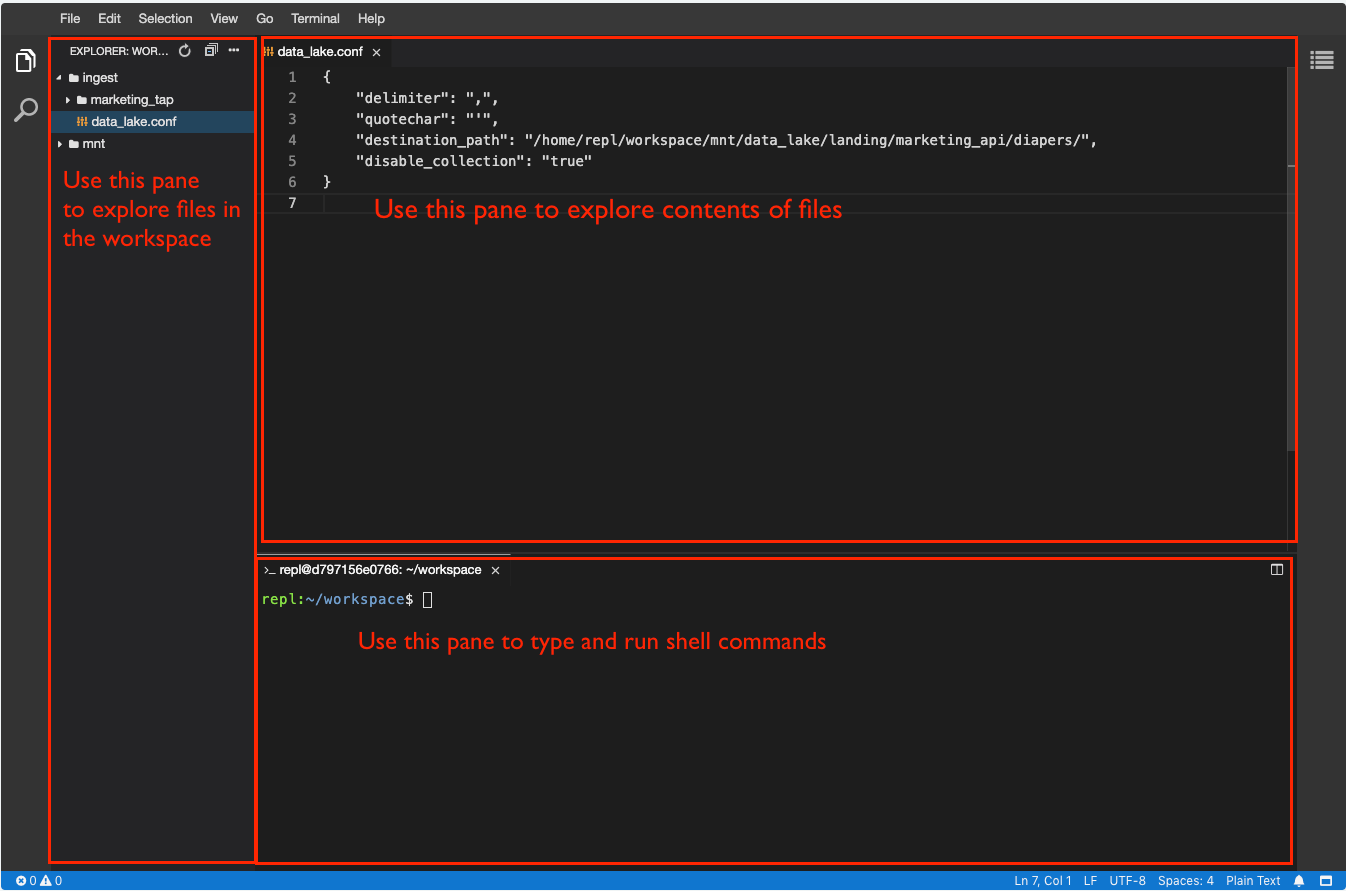 File Edit Selection View Go Terminal Help
EXPLORER: WOR...
ingest
marketing_tap
data_lake.conf
mnt
Use this pane
to explore files in
the workspace
data_lake.conf ×
1 {
2     "delimiter": ",",
3     "quotechar": "'",
4     "destination_path": "/home/repl/workspace/mnt/data_lake/landing/marketing_api/diapers/",
5     "disable_collection": "true"
6 }
7
Use this pane to explore contents of files
>_ repl@d797156e0766: ~/workspace ×
repl:~/workspace$
Use this pane to type and run shell commands
0 0 Ln 7, Col 1 LF UTF-8 Spaces: 4 Plain Text